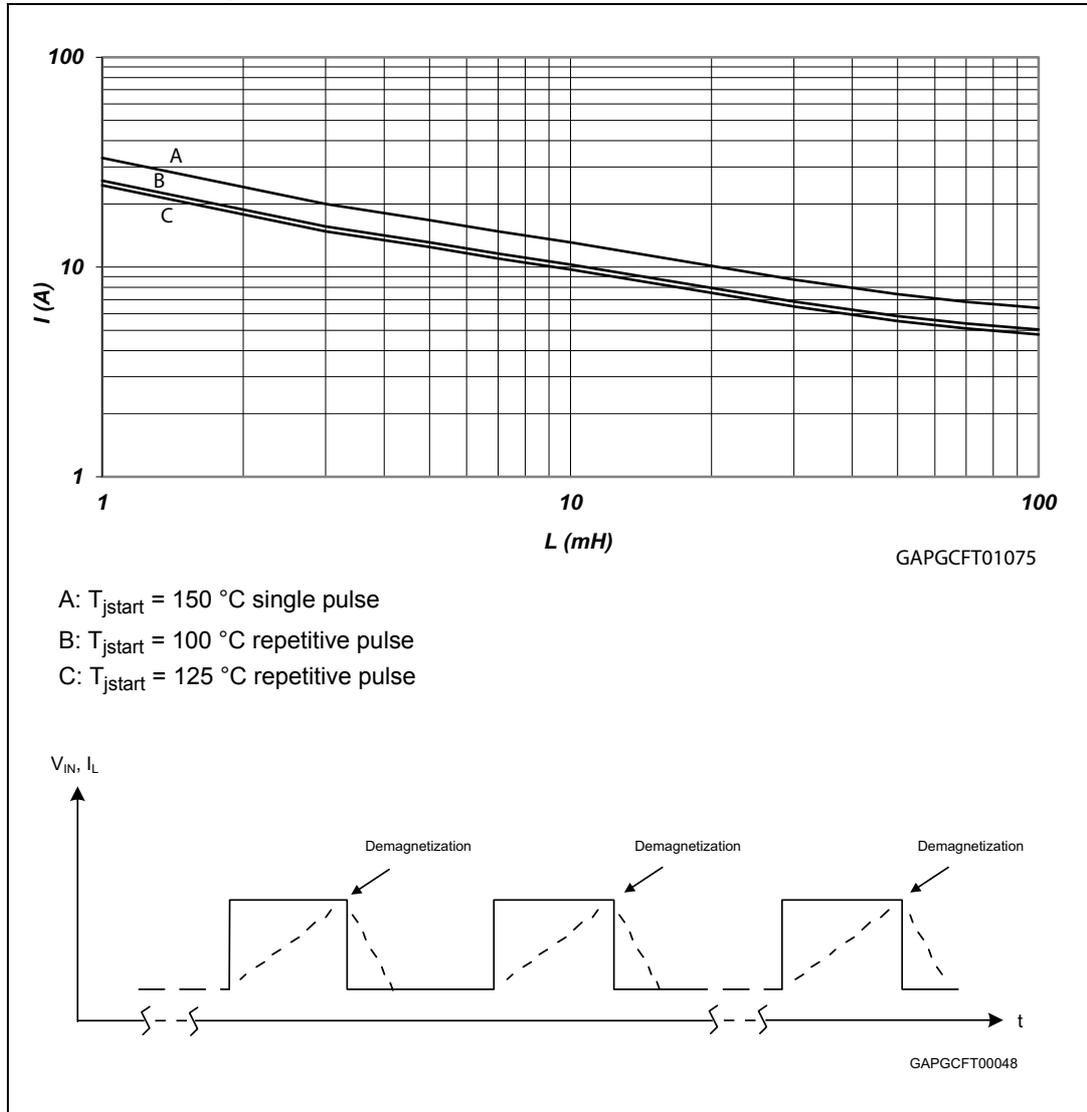 100
A
B
C
10
I (A)
1
1
10
100
L (mH)
GAPGCFT01075
A: Tjstart = 150 °C single pulse
B: Tjstart = 100 °C repetitive pulse
C: Tjstart = 125 °C repetitive pulse
VIN, IL
Demagnetization
Demagnetization
Demagnetization
t
GAPGCFT00048